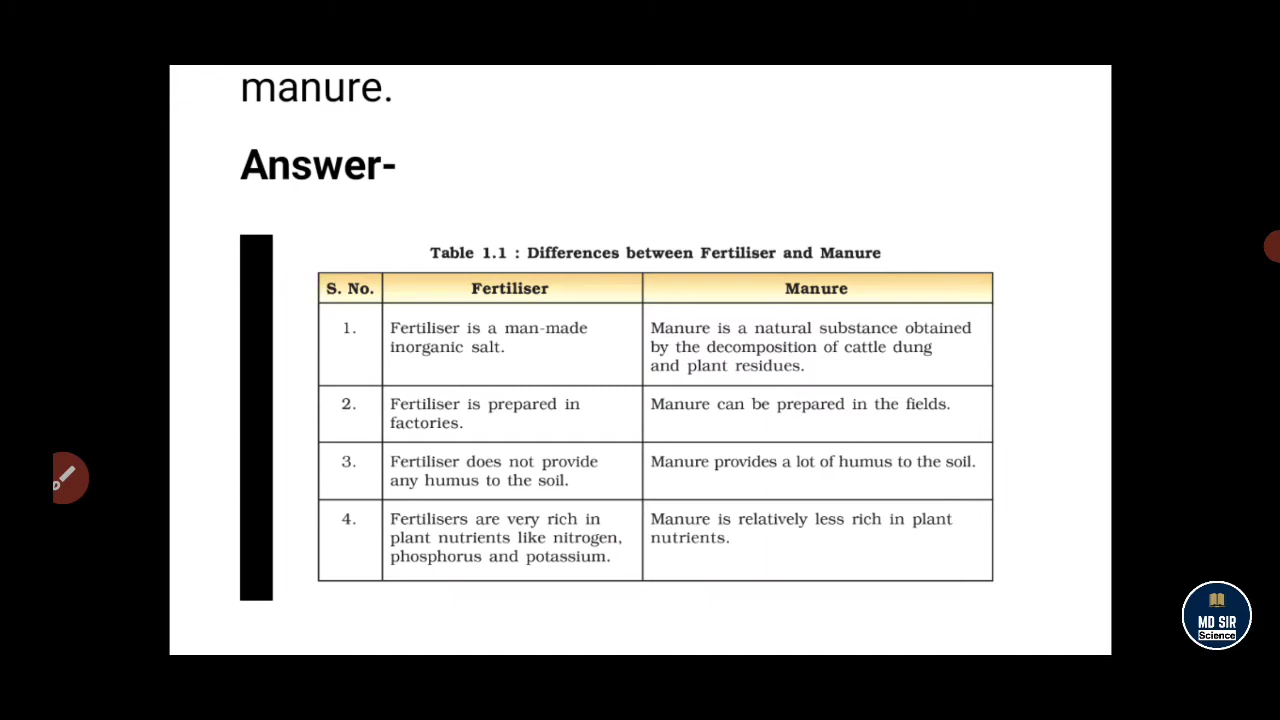 manure.
Answer-
Table 1.1 : Differences between Fertiliser and Manure
S. No. Fertiliser Manure
1. Fertiliser is a man-made Manure is a natural substance obtained
inorganic salt. by the decomposition of cattle dung
and plant residues.
2. Fertiliser is prepared in Manure can be prepared in the fields.
factories.
3. Fertiliser does not provide Manure provides a lot of humus to the soil.
any humus to the soil.
4. Fertilisers are very rich in Manure is relatively less rich in plant
plant nutrients like nitrogen, nutrients.
phosphorus and potassium.
MD SIR
Science